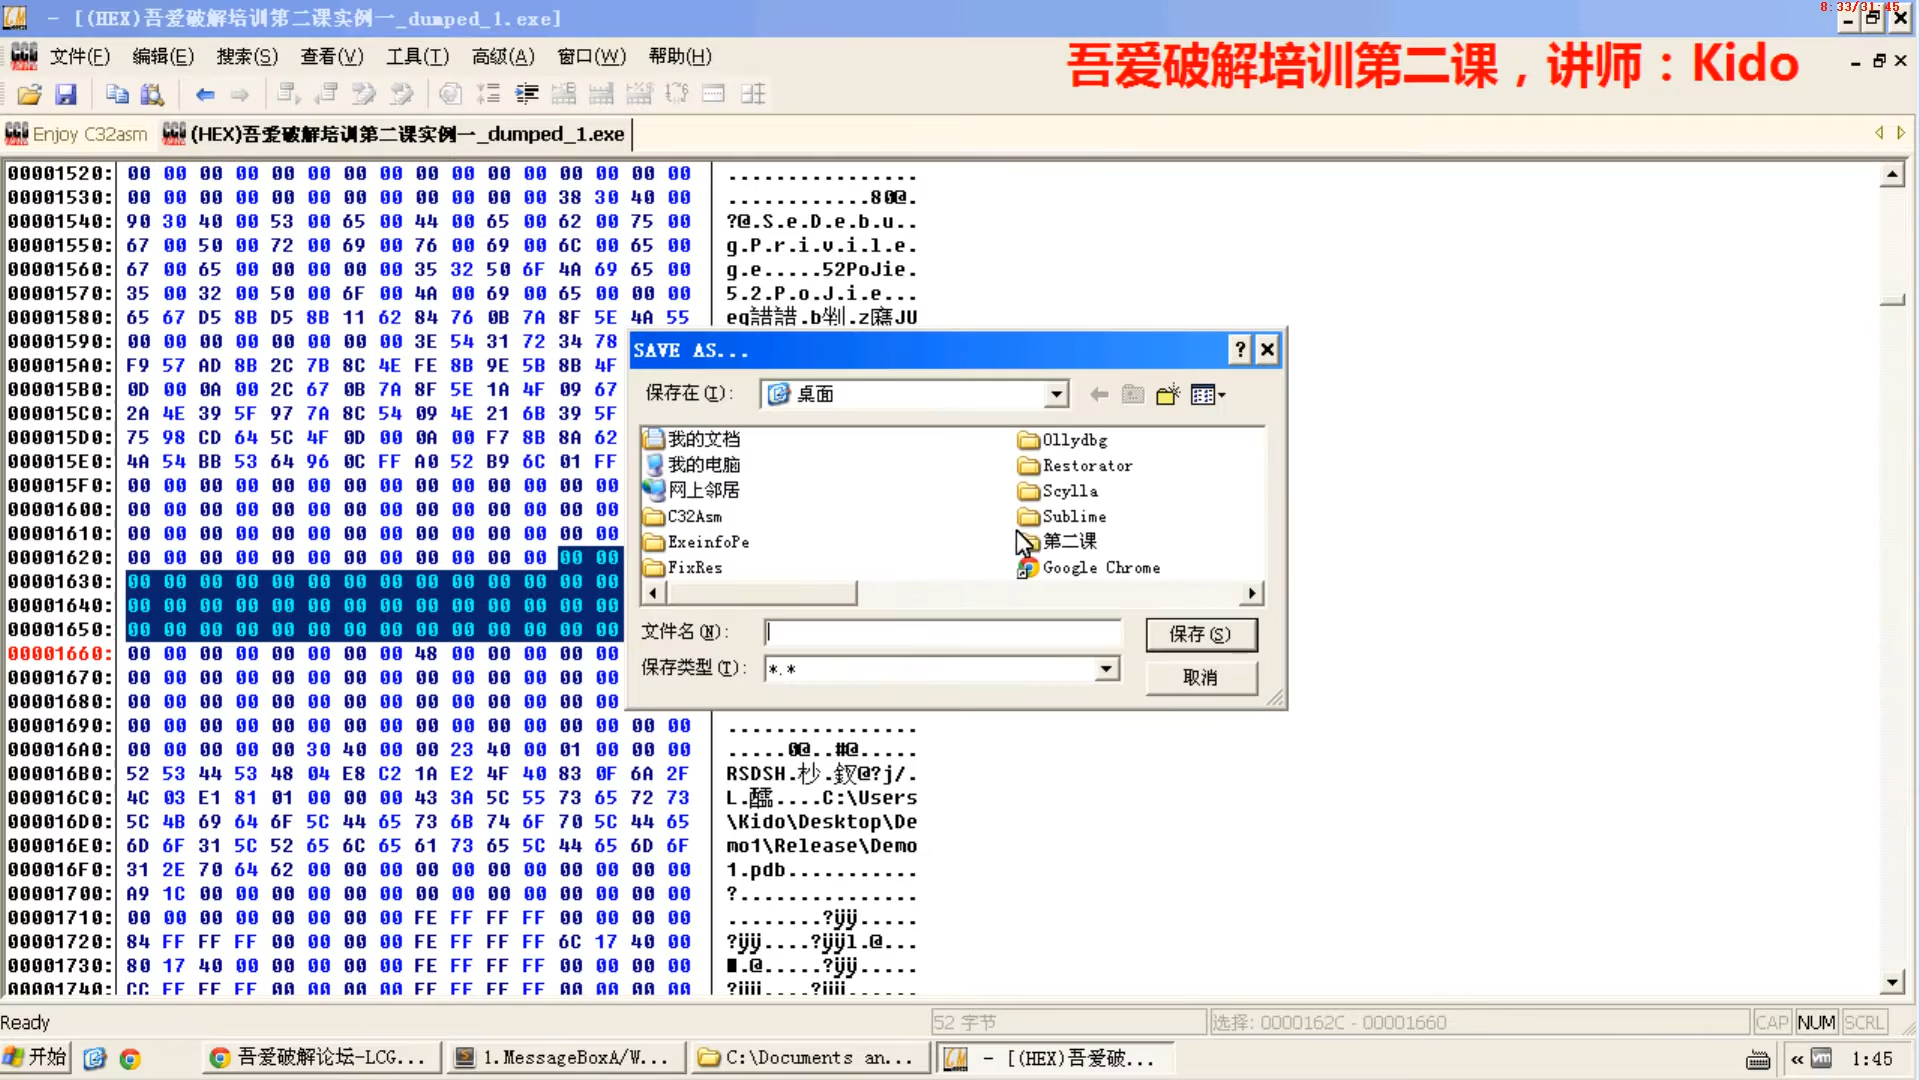 8:33/31:45
- [(HEX)吾爱破解培训第二课实例一_dumped_1.exe]
文件(F) 编辑(E) 搜索(S) 查看(V) 工具(T) 高级(A) 窗口(W) 帮助(H)
吾爱破解培训第二课，讲师：Kido
Enjoy C32asm (HEX)吾爱破解培训第二课实例一_dumped_1.exe
00001520: 00 00 00 00 00 00 00 00 00 00 00 00 00 00 00 00 ................
00001530: 00 00 00 00 00 00 00 00 00 00 00 00 38 30 40 00 ............80@.
00001540: 90 30 40 00 53 00 65 00 44 00 65 00 62 00 75 00 ?@.S.e.D.e.b.u.
00001550: 67 00 50 00 72 00 69 00 76 00 69 00 6C 00 65 00 g.P.r.i.v.i.l.e.
00001560: 67 00 65 00 00 00 00 00 35 32 50 6F 4A 69 65 00 g.e.....52PoJie.
00001570: 35 00 32 00 50 00 6F 00 4A 00 69 00 65 00 00 00 5.2.P.o.J.i.e...
00001580: 65 67 D5 8B D5 8B 11 62 84 76 0B 7A 8F 5E 4A 55
00001590: 00 00 00 00 00 00 00 00 3E 54 31 72 34 78
000015A0: F9 57 AD 8B 2C 7B 8C 4E FE 8B 9E 5B 8B 4F
000015B0: 0D 00 0A 00 2C 67 0B 7A 8F 5E 1A 4F 09 67
000015C0: 2A 4E 39 5F 97 7A 8C 54 09 4E 21 6B 39 5F
000015D0: 75 98 CD 64 5C 4F 0D 00 0A 00 F7 8B 8A 62
000015E0: 4A 54 BB 53 64 96 0C FF A0 52 B9 6C 01 FF
000015F0: 00 00 00 00 00 00 00 00 00 00 00 00 00 00
00001600: 00 00 00 00 00 00 00 00 00 00 00 00 00 00
00001610: 00 00 00 00 00 00 00 00 00 00 00 00 00 00
00001620: 00 00 00 00 00 00 00 00 00 00 00 00 00 00
00001630: 00 00 00 00 00 00 00 00 00 00 00 00 00 00
00001640: 00 00 00 00 00 00 00 00 00 00 00 00 00 00
00001650: 00 00 00 00 00 00 00 00 00 00 00 00 00 00
00001660: 00 00 00 00 00 00 00 00 48 00 00 00 00 00
00001670: 00 00 00 00 00 00 00 00 00 00 00 00 00 00
00001680: 00 00 00 00 00 00 00 00 00 00 00 00 00 00
00001690: 00 00 00 00 00 00 00 00 00 00 00 00 00 00 00 00 ................
000016A0: 00 00 00 00 00 30 40 00 00 23 40 00 01 00 00 00 .....0@..#@.....
000016B0: 52 53 44 53 48 04 E8 C2 1A E2 4F 40 83 0F 6A 2F
000016C0: 4C 03 E1 81 01 00 00 00 43 3A 5C 55 73 65 72 73
000016D0: 5C 4B 69 64 6F 5C 44 65 73 6B 74 6F 70 5C 44 65 \Kido\Desktop\De
000016E0: 6D 6F 31 5C 52 65 6C 65 61 73 65 5C 44 65 6D 6F mo1\Release\Demo
000016F0: 31 2E 70 64 62 00 00 00 00 00 00 00 00 00 00 00 1.pdb...........
00001700: A9 1C 00 00 00 00 00 00 00 00 00 00 00 00 00 00 ?...............
00001710: 00 00 00 00 00 00 00 00 FE FF FF FF 00 00 00 00 ........?ÿÿ.....
00001720: 84 FF FF FF 00 00 00 00 FE FF FF FF 6C 17 40 00 ?ÿÿ....?ÿÿl.@...
00001730: 80 17 40 00 00 00 00 00 FE FF FF FF 00 00 00 00
00001740: CC FF FF FF 00 00 00 00 FF FF FF FF 00 00 00 00
SAVE AS...
保存在(I): 桌面
我的文档
我的电脑
网上邻居
C32Asm
ExeinfoPe
FixRes
Ollydbg
Restorator
Scylla
Sublime
第二课
Google Chrome
文件名(N): 保存(S)
保存类型(T): *.* 取消
Ready 52 字节 选择: 0000162C - 00001660 CAP NUM SCRL
开始 吾爱破解论坛-LCG... 1.MessageBoxA/W... C:\Documents an... - [(HEX)吾爱破... « 1:45